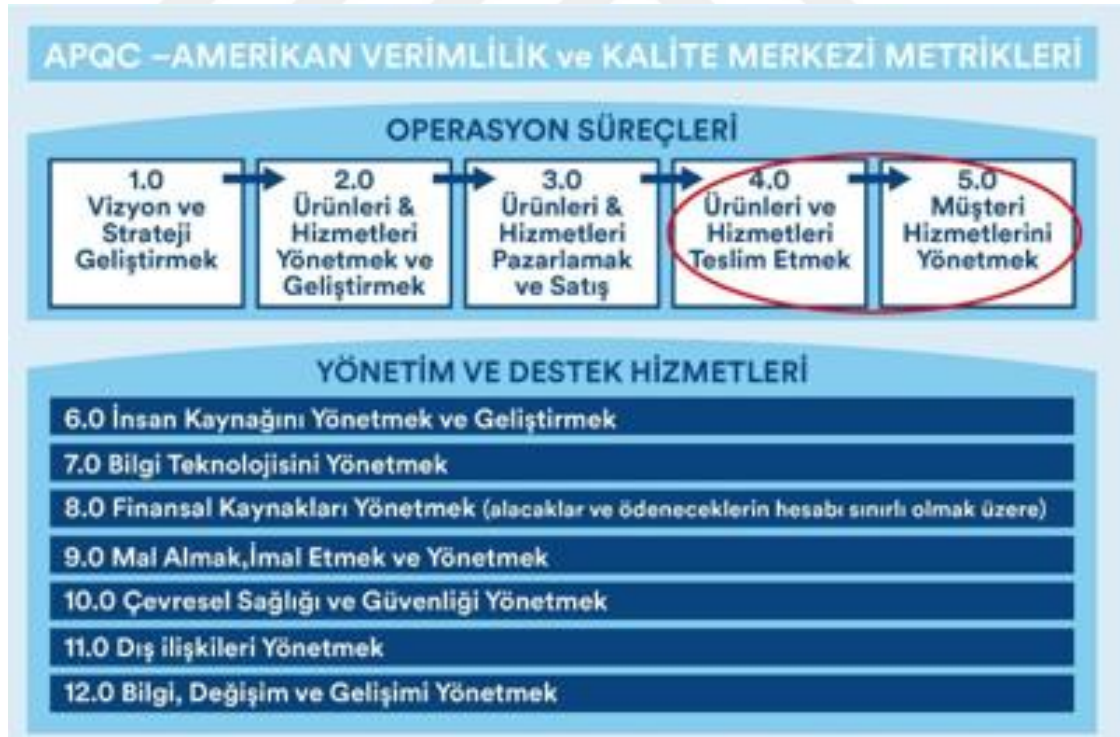 APQC –AMERİKAN VERİMLİLİK ve KALİTE MERKEZİ METRİKLERİ
OPERASYON SÜREÇLERİ
1.0
Vizyon ve
Strateji
Geliştirmek
2.0
Ürünleri &
Hizmetleri
Yönetmek ve
Geliştirmek
3.0
Ürünleri &
Hizmetleri
Pazarlamak
ve Satış
4.0
Ürünleri ve
Hizmetleri
Teslim Etmek
5.0
Müşteri
Hizmetlerini
Yönetmek
YÖNETİM VE DESTEK HİZMETLERİ
6.0 İnsan Kaynağını Yönetmek ve Geliştirmek
7.0 Bilgi Teknolojisini Yönetmek
8.0 Finansal Kaynakları Yönetmek (alacaklar ve ödeneceklerin hesabı sınırlı olmak üzere)
9.0 Mal Almak,İmal Etmek ve Yönetmek
10.0 Çevresel Sağlığı ve Güvenliği Yönetmek
11.0 Dış ilişkileri Yönetmek
12.0 Bilgi, Değişim ve Gelişimi Yönetmek